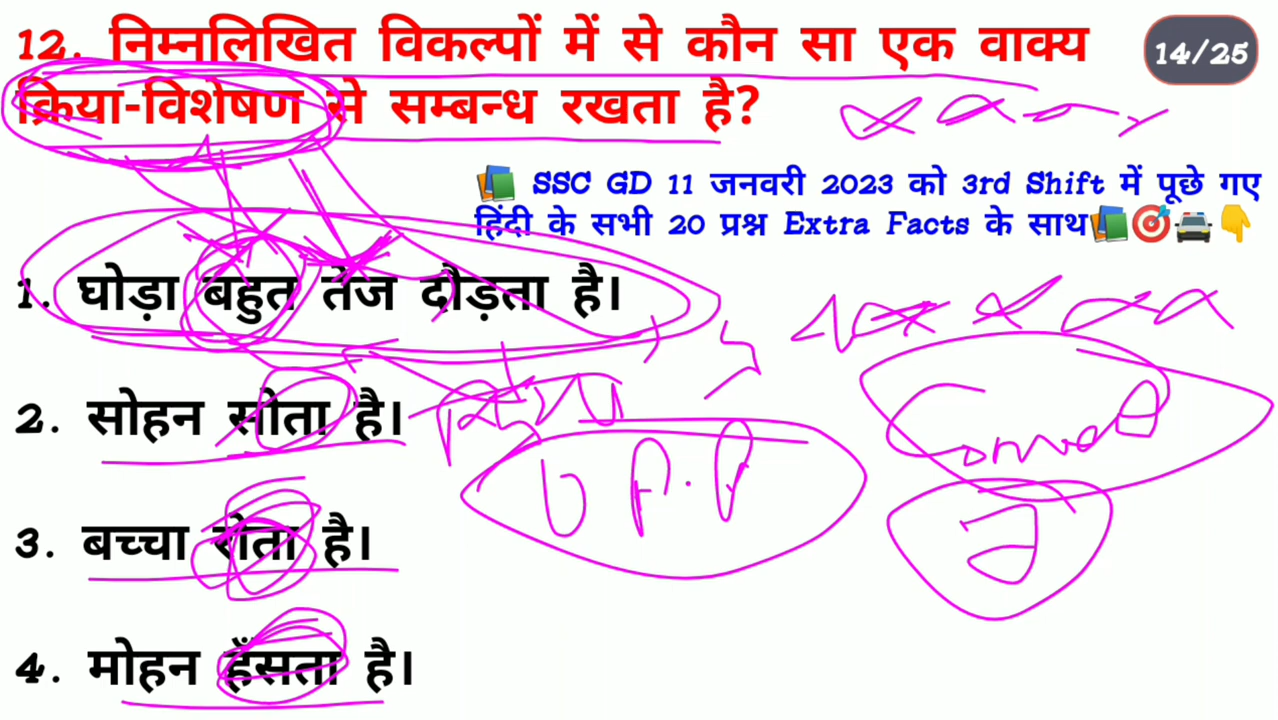 12. निम्नलिखित विकल्पों में से कौन सा एक वाक्य
14/25
क्रिया-विशेषण से सम्बन्ध रखता है?
📚 SSC GD 11 जनवरी 2023 को 3rd Shift में पूछे गए
हिंदी के सभी 20 प्रश्न Extra Facts के साथ📚🎯🚔👇
1. घोड़ा बहुत तेज दौड़ता है।
2. सोहन सोता है।
3. बच्चा रोता है।
4. मोहन हँसता है।